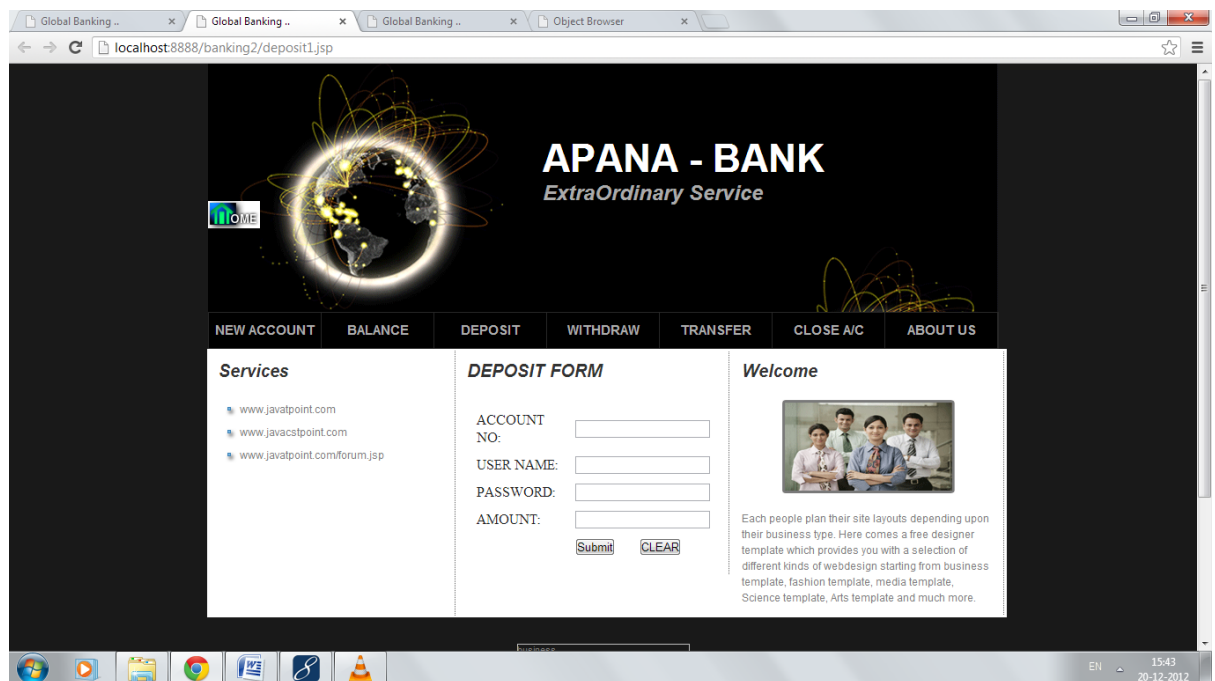 Global Banking ..
Global Banking ..
Global Banking ..
Object Browser
localhost:8888/banking2/deposit1.jsp
APANA - BANK
ExtraOrdinary Service
HOME
NEW ACCOUNT BALANCE DEPOSIT WITHDRAW TRANSFER CLOSE A/C ABOUT US
Services
www.javatpoint.com
www.javacstpoint.com
www.javatpoint.com/forum.jsp
DEPOSIT FORM
ACCOUNT
NO:
USER NAME:
PASSWORD:
AMOUNT:
Submit CLEAR
Welcome
Each people plan their site layouts depending upon
their business type. Here comes a free designer
template which provides you with a selection of
different kinds of webdesign starting from business
template, fashion template, media template,
Science template, Arts template and much more.
business
EN
15:43
20-12-2012